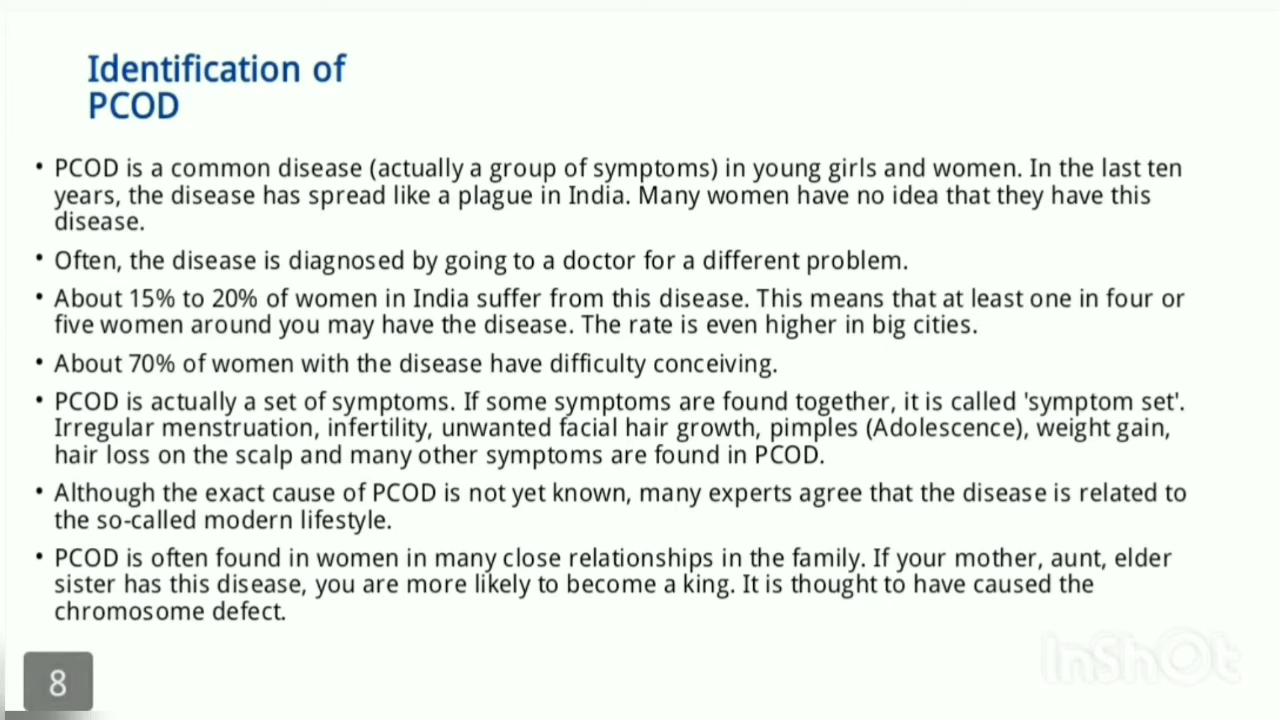 Identification of
PCOD
• PCOD is a common disease (actually a group of symptoms) in young girls and women. In the last ten
years, the disease has spread like a plague in India. Many women have no idea that they have this
disease.
• Often, the disease is diagnosed by going to a doctor for a different problem.
• About 15% to 20% of women in India suffer from this disease. This means that at least one in four or
five women around you may have the disease. The rate is even higher in big cities.
• About 70% of women with the disease have difficulty conceiving.
• PCOD is actually a set of symptoms. If some symptoms are found together, it is called 'symptom set'.
Irregular menstruation, infertility, unwanted facial hair growth, pimples (Adolescence), weight gain,
hair loss on the scalp and many other symptoms are found in PCOD.
• Although the exact cause of PCOD is not yet known, many experts agree that the disease is related to
the so-called modern lifestyle.
• PCOD is often found in women in many close relationships in the family. If your mother, aunt, elder
sister has this disease, you are more likely to become a king. It is thought to have caused the
chromosome defect.
8
InShOt